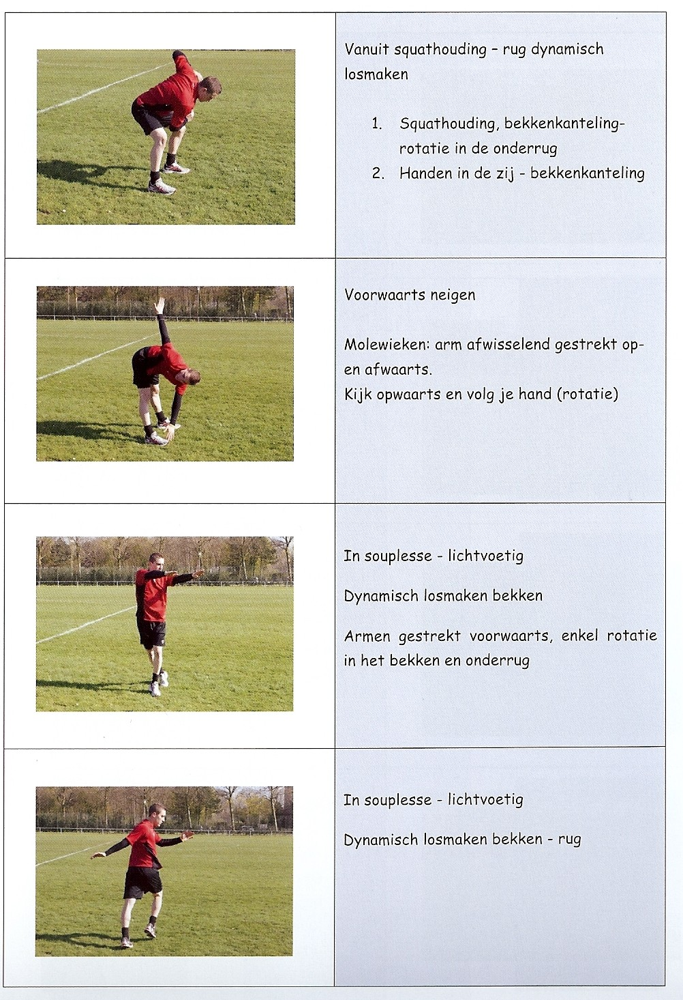 Vanuit squathouding – rug dynamisch
losmaken
1. Squathouding, bekkenkanteling-
rotatie in de onderrug
2. Handen in de zij - bekkenkanteling
Voorwaarts neigen
Molewieken: arm afwisselend gestrekt op-
en afwaarts.
Kijk opwaarts en volg je hand (rotatie)
In souplesse - lichtvoetig
Dynamisch losmaken bekken
Armen gestrekt voorwaarts, enkel rotatie
in het bekken en onderrug
In souplesse - lichtvoetig
Dynamisch losmaken bekken - rug